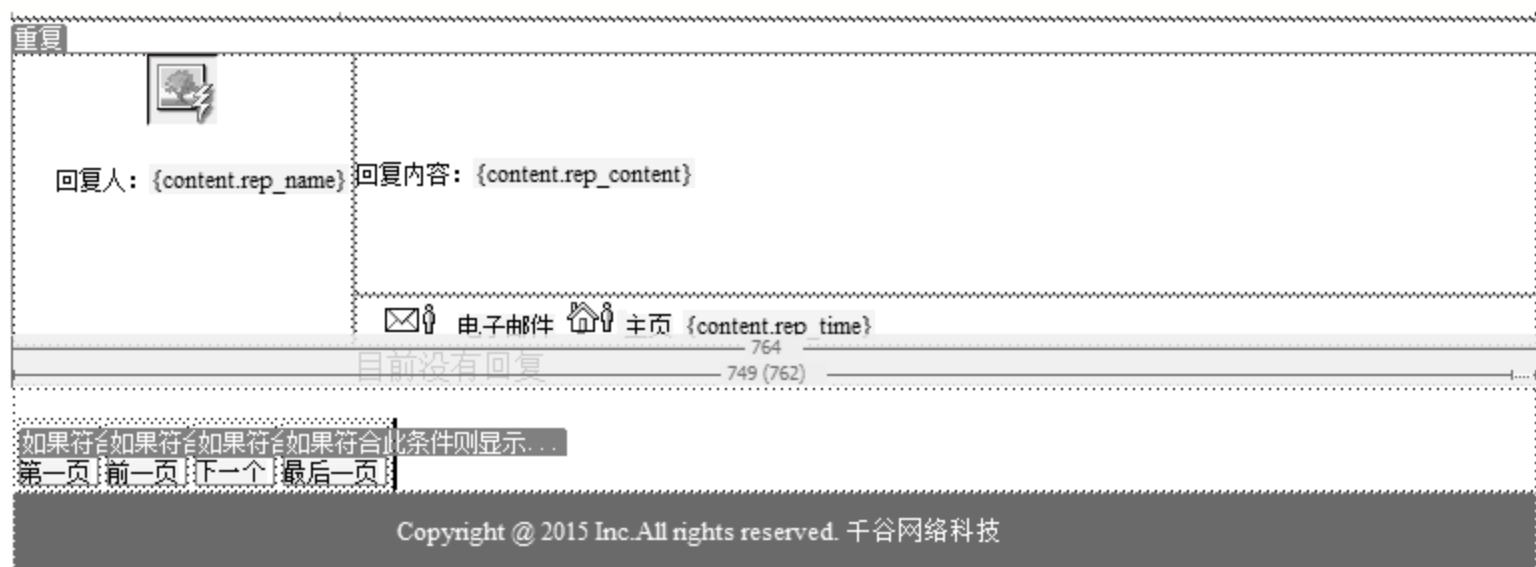 重复
回复人：{content.rep_name}
回复内容：{content.rep_content}
电子邮件 主页 {content.rep_time}
764
目前没有回复
749 (762)
如果符合 如果符合 如果符合 如果符合此条件则显示...
第一页 前一页 下一个 最后一页
Copyright @ 2015 Inc.All rights reserved. 千谷网络科技